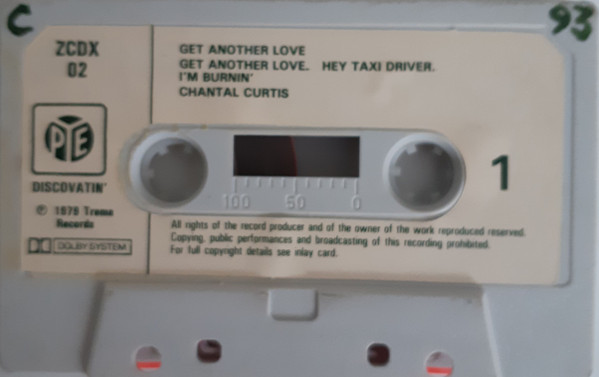 C
93
ZCDX
02
GET ANOTHER LOVE
GET ANOTHER LOVE. HEY TAXI DRIVER.
I'M BURNIN'
CHANTAL CURTIS
PYE
DISCOVATIN'
℗ 1979 Treme
Records
DOLBY SYSTEM
100 50 0
1
All rights of the record producer and of the owner of the work reproduced reserved.
Copying, public performances and broadcasting of this recording prohibited.
For full copyright details see inlay card.